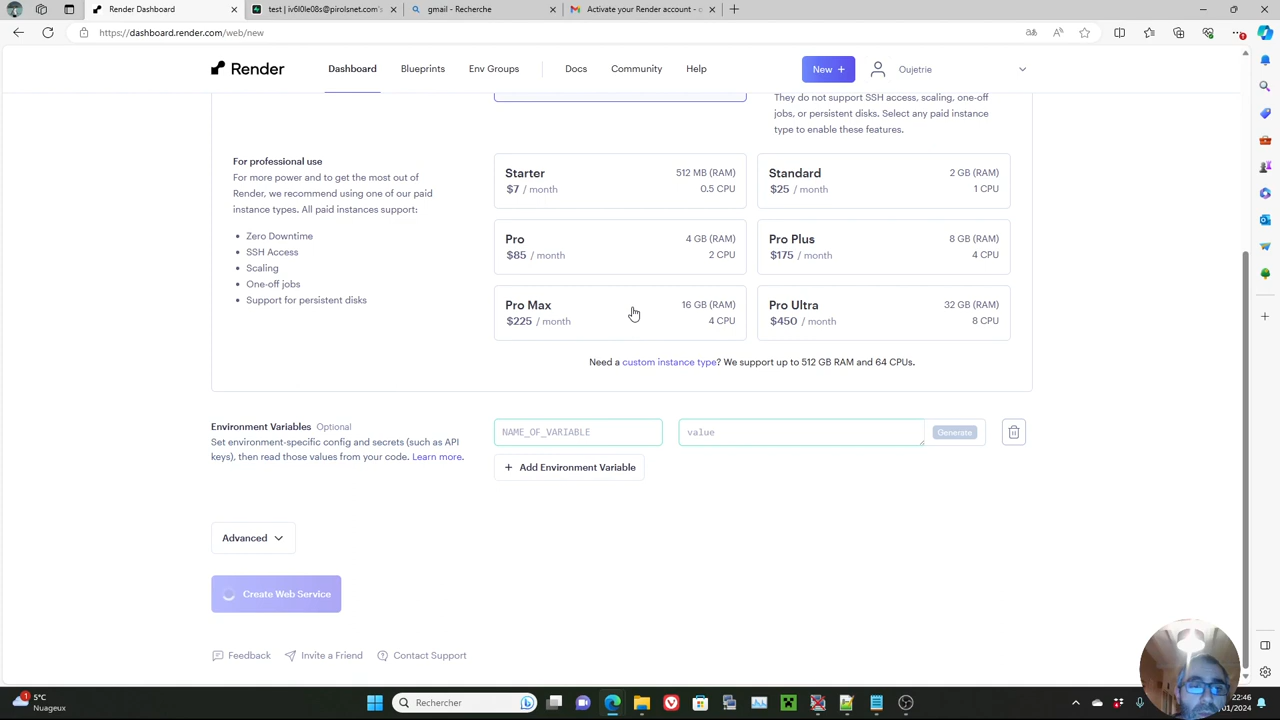 Render Dashboard
test | iv6l0le08s@pirolsnet.com's
gmail - Recherche
Activate your Render account - o
https://dashboard.render.com/web/new
Render
Dashboard
Blueprints
Env Groups
Docs
Community
Help
New +
Oujetrie
They do not support SSH access, scaling, one-off
jobs, or persistent disks. Select any paid instance
type to enable these features.
For professional use
For more power and to get the most out of
Render, we recommend using one of our paid
instance types. All paid instances support:
• Zero Downtime
• SSH Access
• Scaling
• One-off jobs
• Support for persistent disks
Starter 512 MB (RAM)
$7 / month 0.5 CPU
Standard 2 GB (RAM)
$25 / month 1 CPU
Pro 4 GB (RAM)
$85 / month 2 CPU
Pro Plus 8 GB (RAM)
$175 / month 4 CPU
Pro Max 16 GB (RAM)
$225 / month 4 CPU
Pro Ultra 32 GB (RAM)
$450 / month 8 CPU
Need a custom instance type? We support up to 512 GB RAM and 64 CPUs.
Environment Variables Optional
Set environment-specific config and secrets (such as API
keys), then read those values from your code. Learn more.
NAME_OF_VARIABLE
value
Generate
+ Add Environment Variable
Advanced
Create Web Service
Feedback
Invite a Friend
Contact Support
1
5°C
Nuageux
Rechercher
22:46
01/2024